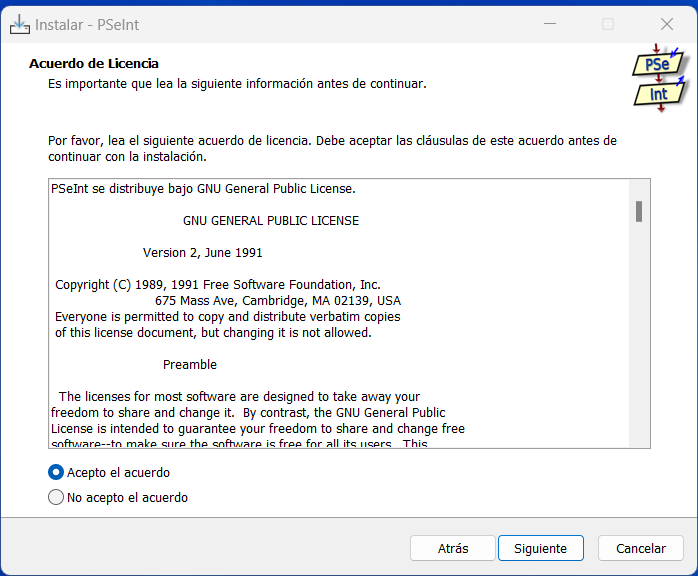 Instalar - PSeInt
Acuerdo de Licencia
Es importante que lea la siguiente información antes de continuar.
PSe
Int
Por favor, lea el siguiente acuerdo de licencia. Debe aceptar las cláusulas de este acuerdo antes de
continuar con la instalación.
PSeInt se distribuye bajo GNU General Public License.
GNU GENERAL PUBLIC LICENSE
Version 2, June 1991
Copyright (C) 1989, 1991 Free Software Foundation, Inc.
675 Mass Ave, Cambridge, MA 02139, USA
Everyone is permitted to copy and distribute verbatim copies
of this license document, but changing it is not allowed.
Preamble
The licenses for most software are designed to take away your
freedom to share and change it.  By contrast, the GNU General Public
License is intended to guarantee your freedom to share and change free
software--to make sure the software is free for all its users.  This
Acepto el acuerdo
No acepto el acuerdo
Atrás
Siguiente
Cancelar